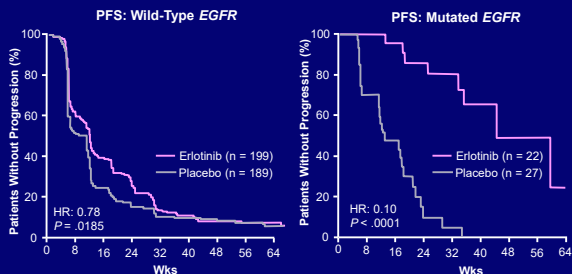 PFS: Wild-Type EGFR
Patients Without Progression (%)
100
80
60
40
20
0
Erlotinib (n = 199)
Placebo (n = 189)
HR: 0.78
P = .0185
0 8 16 24 32 40 48 56 64
Wks
PFS: Mutated EGFR
Patients Without Progression (%)
100
80
60
40
20
0
Erlotinib (n = 22)
Placebo (n = 27)
HR: 0.10
P < .0001
0 8 16 24 32 40 48 56 64
Wks